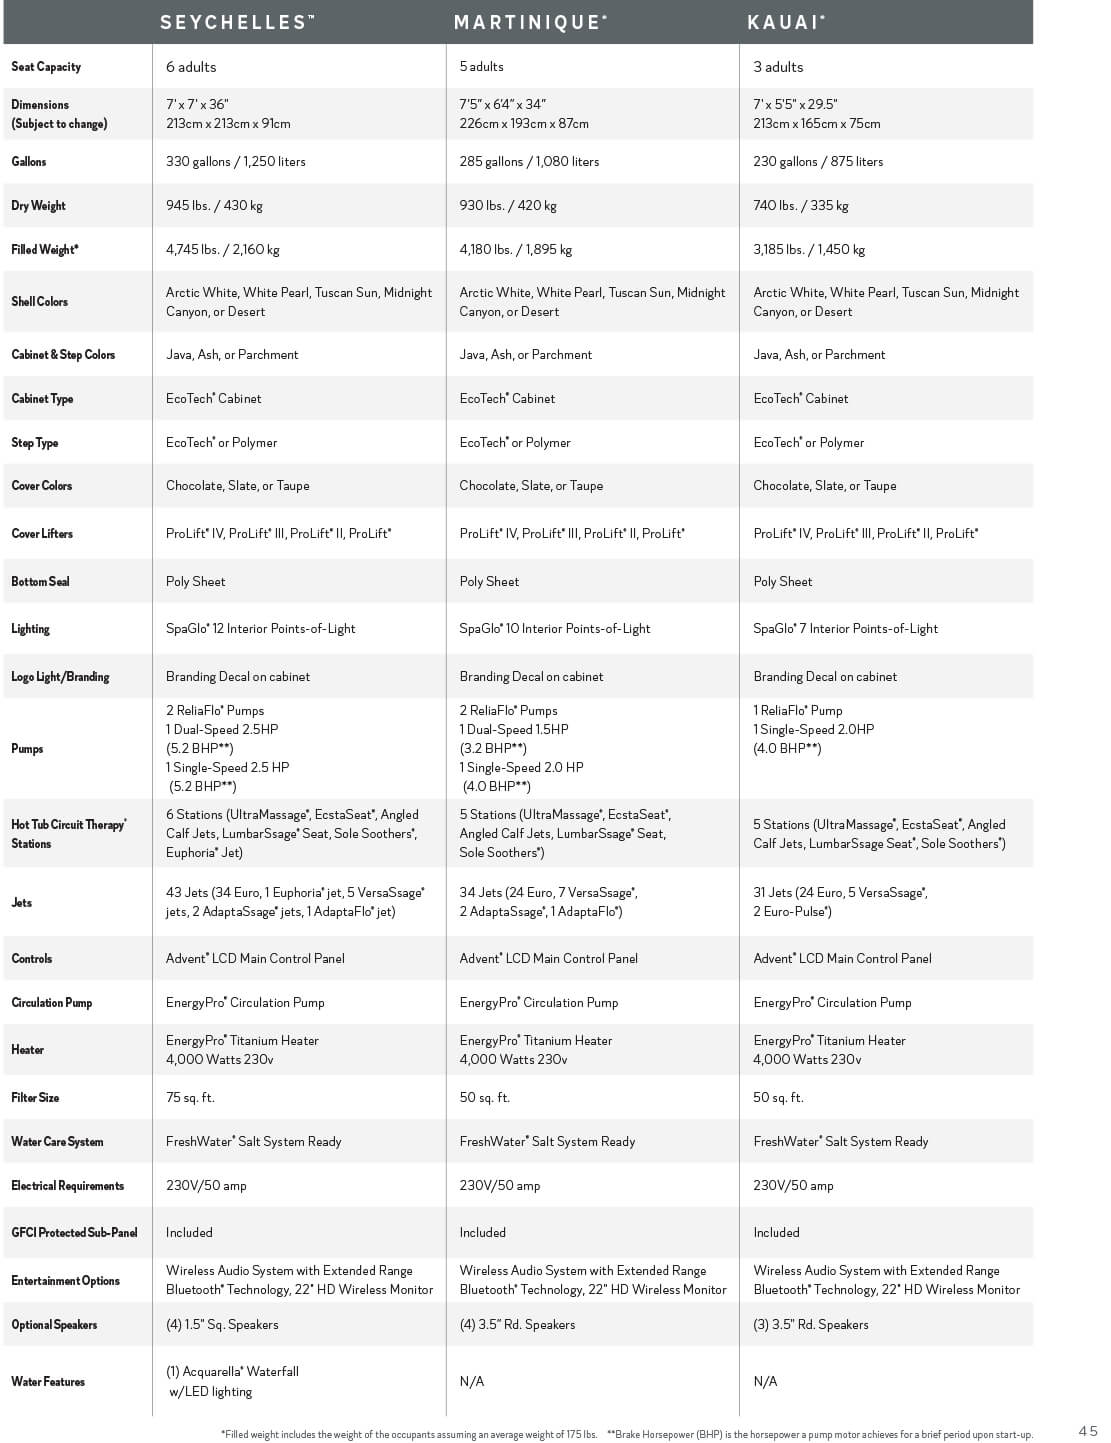 SEYCHELLES™ MARTINIQUE® KAUAI®
Seat Capacity 6 adults 5 adults 3 adults
Dimensions 7' x 7' x 36" 7'5” x 6'4” x 34” 7' x 5'5" x 29.5"
(Subject to change) 213cm x 213cm x 91cm 226cm x 193cm x 87cm 213cm x 165cm x 75cm
Gallons 330 gallons / 1,250 liters 285 gallons / 1,080 liters 230 gallons / 875 liters
Dry Weight 945 lbs. / 430 kg 930 lbs. / 420 kg 740 lbs. / 335 kg
Filled Weight* 4,745 lbs. / 2,160 kg 4,180 lbs. / 1,895 kg 3,185 lbs. / 1,450 kg
Shell Colors
Arctic White, White Pearl, Tuscan Sun, Midnight
Canyon, or Desert
Arctic White, White Pearl, Tuscan Sun, Midnight
Canyon, or Desert
Arctic White, White Pearl, Tuscan Sun, Midnight
Canyon, or Desert
Cabinet & Step Colors Java, Ash, or Parchment Java, Ash, or Parchment Java, Ash, or Parchment
Cabinet Type EcoTech® Cabinet EcoTech® Cabinet EcoTech® Cabinet
Step Type EcoTech® or Polymer EcoTech® or Polymer EcoTech® or Polymer
Cover Colors Chocolate, Slate, or Taupe Chocolate, Slate, or Taupe Chocolate, Slate, or Taupe
Cover Lifters ProLift® IV, ProLift® III, ProLift® II, ProLift® ProLift® IV, ProLift® III, ProLift® II, ProLift® ProLift® IV, ProLift® III, ProLift® II, ProLift®
Bottom Seal Poly Sheet Poly Sheet Poly Sheet
Lighting SpaGlo® 12 Interior Points-of-Light SpaGlo® 10 Interior Points-of-Light SpaGlo® 7 Interior Points-of-Light
Logo Light/Branding Branding Decal on cabinet Branding Decal on cabinet Branding Decal on cabinet
Pumps
2 ReliaFlo® Pumps
1 Dual-Speed 2.5HP
(5.2 BHP**)
1 Single-Speed 2.5 HP
(5.2 BHP**)
2 ReliaFlo® Pumps
1 Dual-Speed 1.5HP
(3.2 BHP**)
1 Single-Speed 2.0 HP
(4.0 BHP**)
1 ReliaFlo® Pump
1 Single-Speed 2.0HP
(4.0 BHP**)
Hot Tub Circuit Therapy®
Stations
6 Stations (UltraMassage®, EcstaSeat®, Angled
Calf Jets, LumbarSsage® Seat, Sole Soothers®,
Euphoria® Jet)
5 Stations (UltraMassage®, EcstaSeat®,
Angled Calf Jets, LumbarSsage® Seat,
Sole Soothers®)
5 Stations (UltraMassage®, EcstaSeat®, Angled
Calf Jets, LumbarSsage Seat®, Sole Soothers®)
Jets
43 Jets (34 Euro, 1 Euphoria® jet, 5 VersaSsage®
jets, 2 AdaptaSsage® jets, 1 AdaptaFlo® jet)
34 Jets (24 Euro, 7 VersaSsage®,
2 AdaptaSsage®, 1 AdaptaFlo®)
31 Jets (24 Euro, 5 VersaSsage®,
2 Euro-Pulse®)
Controls Advent® LCD Main Control Panel Advent® LCD Main Control Panel Advent® LCD Main Control Panel
Circulation Pump EnergyPro® Circulation Pump EnergyPro® Circulation Pump EnergyPro® Circulation Pump
Heater
EnergyPro® Titanium Heater
4,000 Watts 230v
EnergyPro® Titanium Heater
4,000 Watts 230v
EnergyPro® Titanium Heater
4,000 Watts 230v
Filter Size 75 sq. ft. 50 sq. ft. 50 sq. ft.
Water Care System FreshWater® Salt System Ready FreshWater® Salt System Ready FreshWater® Salt System Ready
Electrical Requirements 230V/50 amp 230V/50 amp 230V/50 amp
GFCI Protected Sub-Panel Included Included Included
Entertainment Options
Wireless Audio System with Extended Range
Bluetooth® Technology, 22" HD Wireless Monitor
Wireless Audio System with Extended Range
Bluetooth® Technology, 22" HD Wireless Monitor
Wireless Audio System with Extended Range
Bluetooth® Technology, 22" HD Wireless Monitor
Optional Speakers (4) 1.5" Sq. Speakers (4) 3.5” Rd. Speakers (3) 3.5" Rd. Speakers
Water Features
(1) Acquarella® Waterfall
w/LED lighting
N/A
N/A
*Filled weight includes the weight of the occupants assuming an average weight of 175 lbs. **Brake Horsepower (BHP) is the horsepower a pump motor achieves for a brief period upon start-up.
45